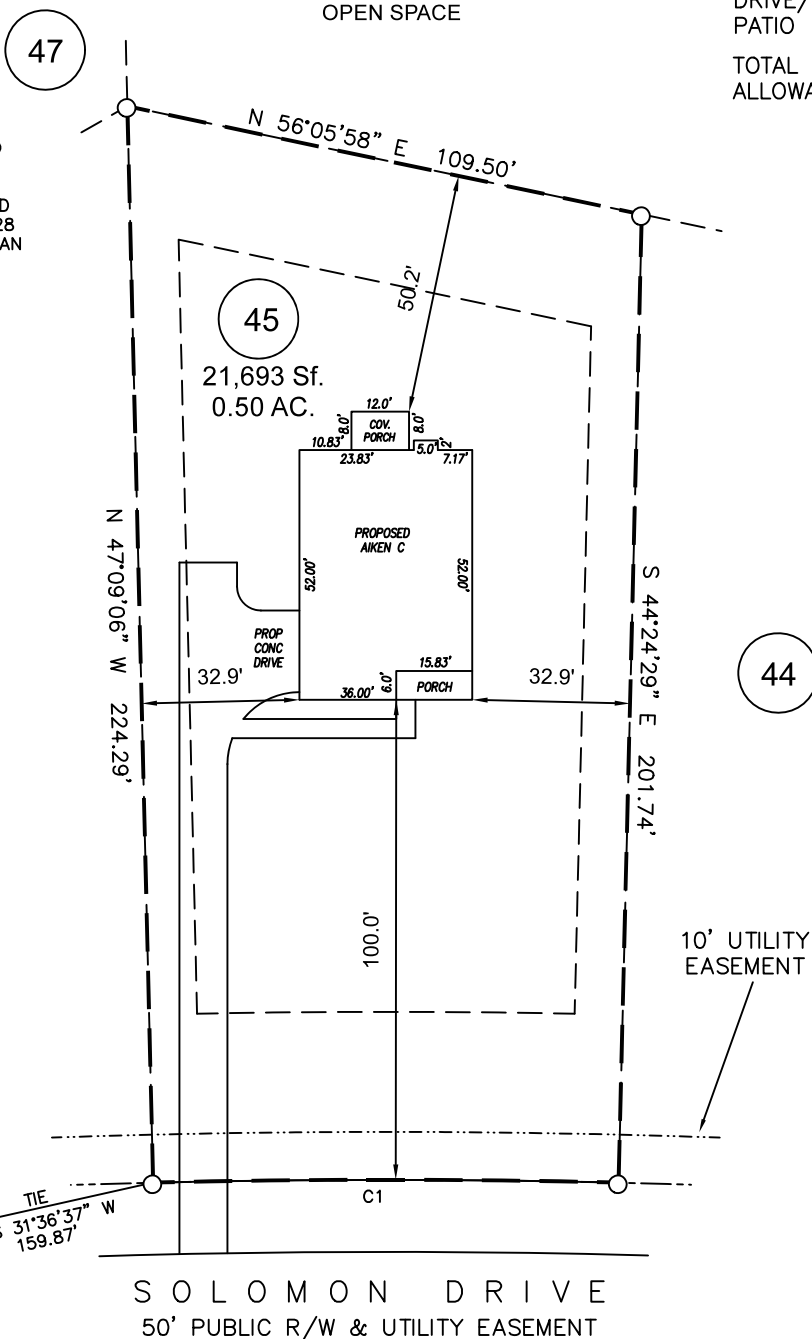 OPEN SPACE
DRIVE/
PATIO
TOTAL
47
N 56°05'58" E 109.50'
28
50.2'
45
21,693 Sf.
0.50 AC.
12.0'
8.0'
COV.
PORCH
8.0'
10.83'
5.0'
2'
23.83'
7.17'
PROPOSED
AIKEN C
52.00'
52.00'
N 47°09'06" W 224.29'
S 44°24'29" E 201.74'
PROP
CONC
DRIVE
32.9'
15.83'
32.9'
44
36.00'
6.0'
PORCH
100.0'
10' UTILITY
EASEMENT
C1
TIE
S 31°36'37" W
159.87'
SOLOMON DRIVE
50' PUBLIC R/W & UTILITY EASEMENT